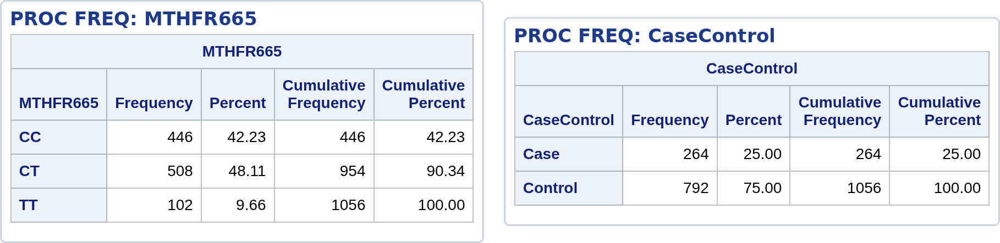 PROC FREQ: MTHFR665
MTHFR665
MTHFR665 Frequency Percent Cumulative Frequency Cumulative Percent
CC 446 42.23 446 42.23
CT 508 48.11 954 90.34
TT 102 9.66 1056 100.00
PROC FREQ: CaseControl
CaseControl
CaseControl Frequency Percent Cumulative Frequency Cumulative Percent
Case 264 25.00 264 25.00
Control 792 75.00 1056 100.00